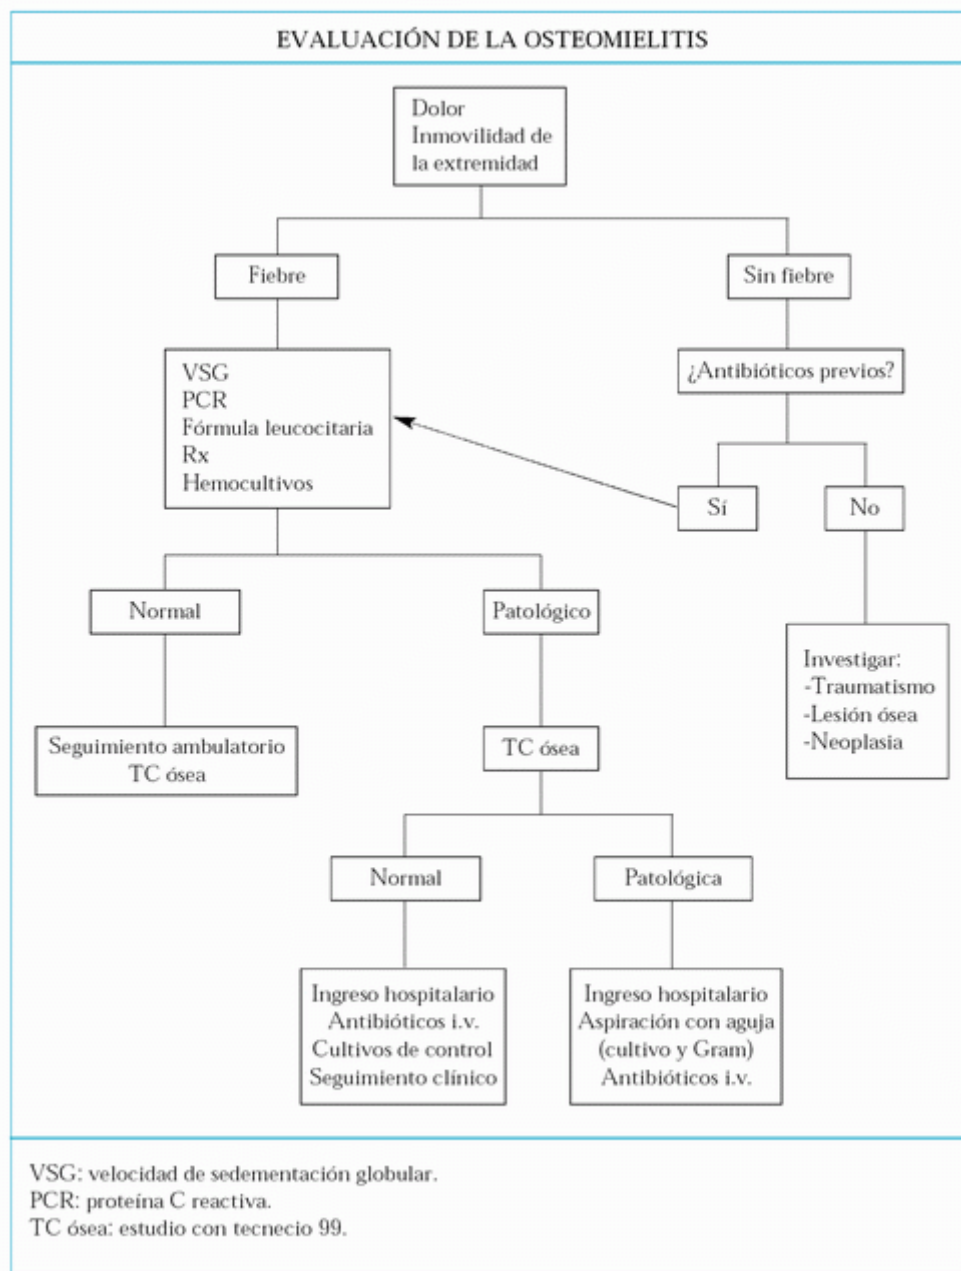 EVALUACIÓN DE LA OSTEOMIELITIS
Dolor
Inmovilidad de
la extremidad
Fiebre
Sin fiebre
VSG
PCR
Fórmula leucocitaria
Rx
Hemocultivos
¿Antibióticos previos?
Sí
No
Normal
Patológico
Investigar:
-Traumatismo
-Lesión ósea
-Neoplasia
Seguimiento ambulatorio
TC ósea
TC ósea
Normal
Patológica
Ingreso hospitalario
Antibióticos i.v.
Cultivos de control
Seguimiento clínico
Ingreso hospitalario
Aspiración con aguja
(cultivo y Gram)
Antibióticos i.v.
VSG: velocidad de sedementación globular.
PCR: proteína C reactiva.
TC ósea: estudio con tecnecio 99.